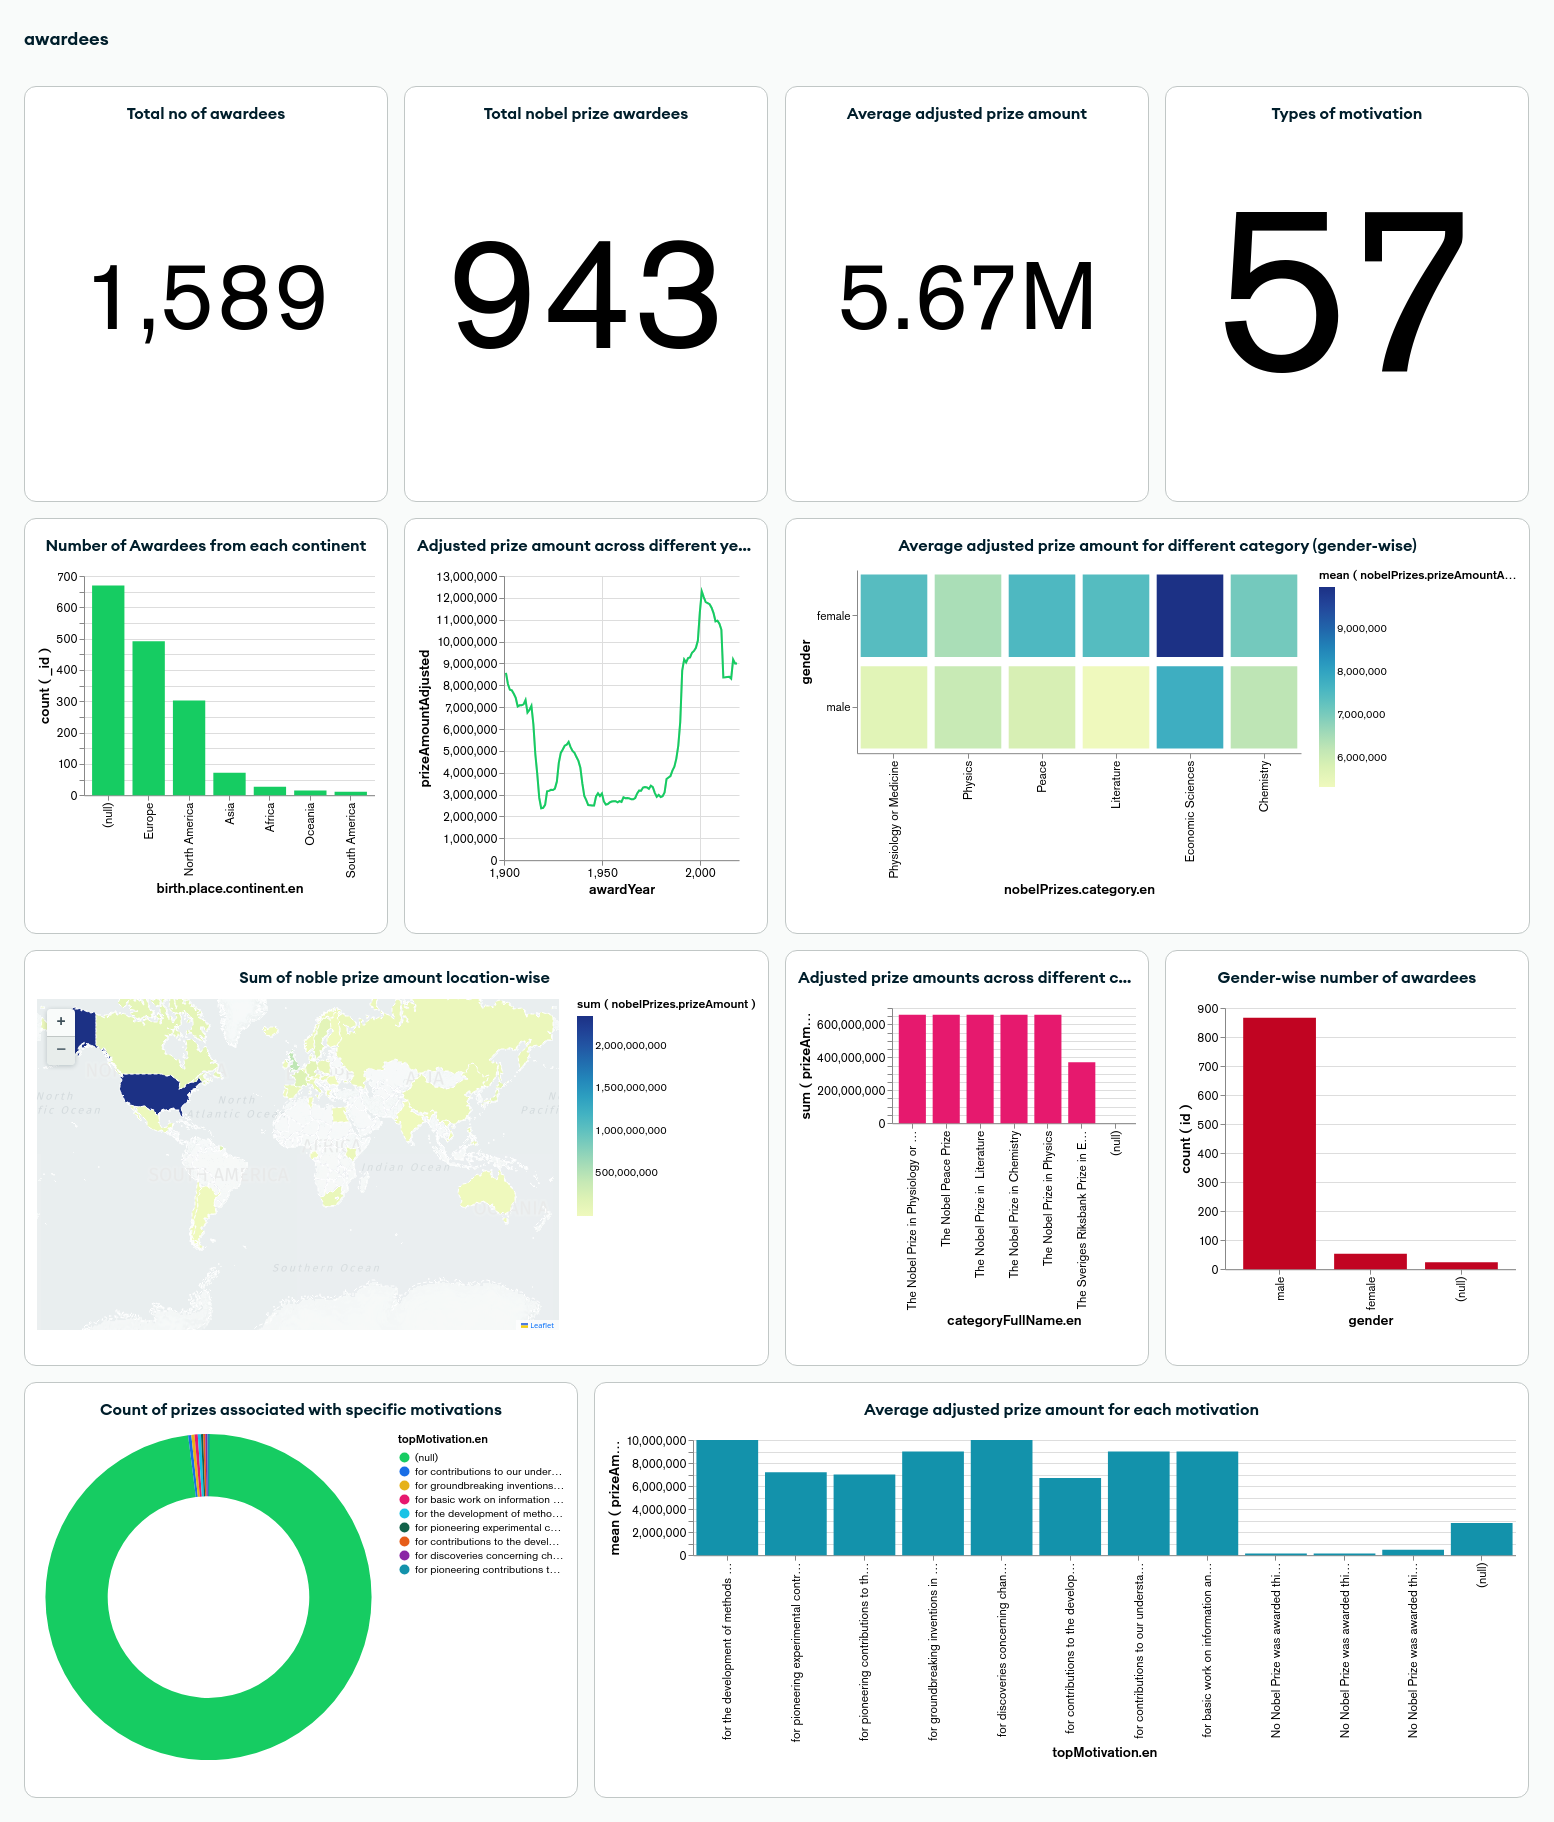 awardees
Total no of awardees
1,589
Total nobel prize awardees
943
Average adjusted prize amount
5.67M
Types of motivation
57
Number of Awardees from each continent
count ( _id )
700
600
500
400
300
200
100
0
(null)
Europe
North America
Asia
Africa
Oceania
South America
birth.place.continent.en
Adjusted prize amount across different ye...
prizeAmountAdjusted
13,000,000
12,000,000
11,000,000
10,000,000
9,000,000
8,000,000
7,000,000
6,000,000
5,000,000
4,000,000
3,000,000
2,000,000
1,000,000
0
1,900
1,950
2,000
awardYear
Average adjusted prize amount for different category (gender-wise)
gender
female
male
Physiology or Medicine
Physics
Peace
Literature
Economic Sciences
Chemistry
nobelPrizes.category.en
mean ( nobelPrizes.prizeAmountA...
9,000,000
8,000,000
7,000,000
6,000,000
Sum of noble prize amount location-wise
+
−
North
Atlantic Ocean
AFRICA
SOUTH AMERICA
Indian Ocean
Southern Ocean
Leaflet
sum ( nobelPrizes.prizeAmount )
2,000,000,000
1,500,000,000
1,000,000,000
500,000,000
Adjusted prize amounts across different c...
sum ( prizeAm...
600,000,000
400,000,000
200,000,000
0
The Nobel Prize in Physiology or ...
The Nobel Peace Prize
The Nobel Prize in  Literature
The Nobel Prize in Chemistry
The Nobel Prize in Physics
The Sveriges Riksbank Prize in E...
(null)
categoryFullName.en
Gender-wise number of awardees
count ( id )
900
800
700
600
500
400
300
200
100
0
male
female
(null)
gender
Count of prizes associated with specific motivations
topMotivation.en
(null)
for contributions to our under...
for groundbreaking inventions...
for basic work on information ...
for the development of metho...
for pioneering experimental c...
for contributions to the devel...
for discoveries concerning ch...
for pioneering contributions t...
Average adjusted prize amount for each motivation
mean ( prizeAm...
10,000,000
8,000,000
6,000,000
4,000,000
2,000,000
0
for the development of methods ...
for pioneering experimental contr...
for pioneering contributions to th...
for groundbreaking inventions in ...
for discoveries concerning chan...
for contributions to the develop...
for contributions to our understa...
for basic work on information an...
No Nobel Prize was awarded thi...
No Nobel Prize was awarded thi...
No Nobel Prize was awarded thi...
(null)
topMotivation.en